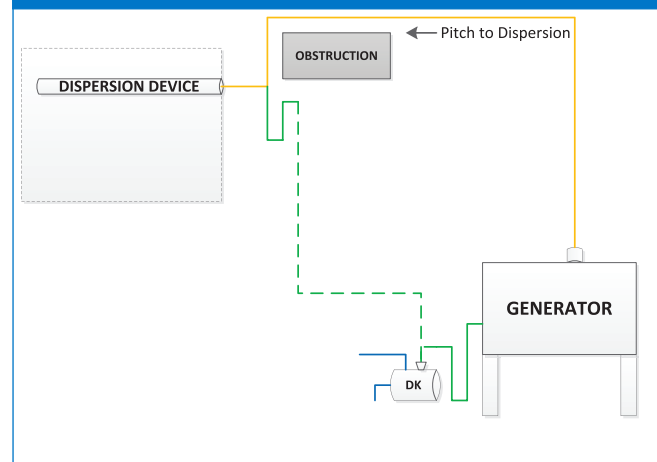 Pitch to Dispersion
OBSTRUCTION
DISPERSION DEVICE
GENERATOR
DK